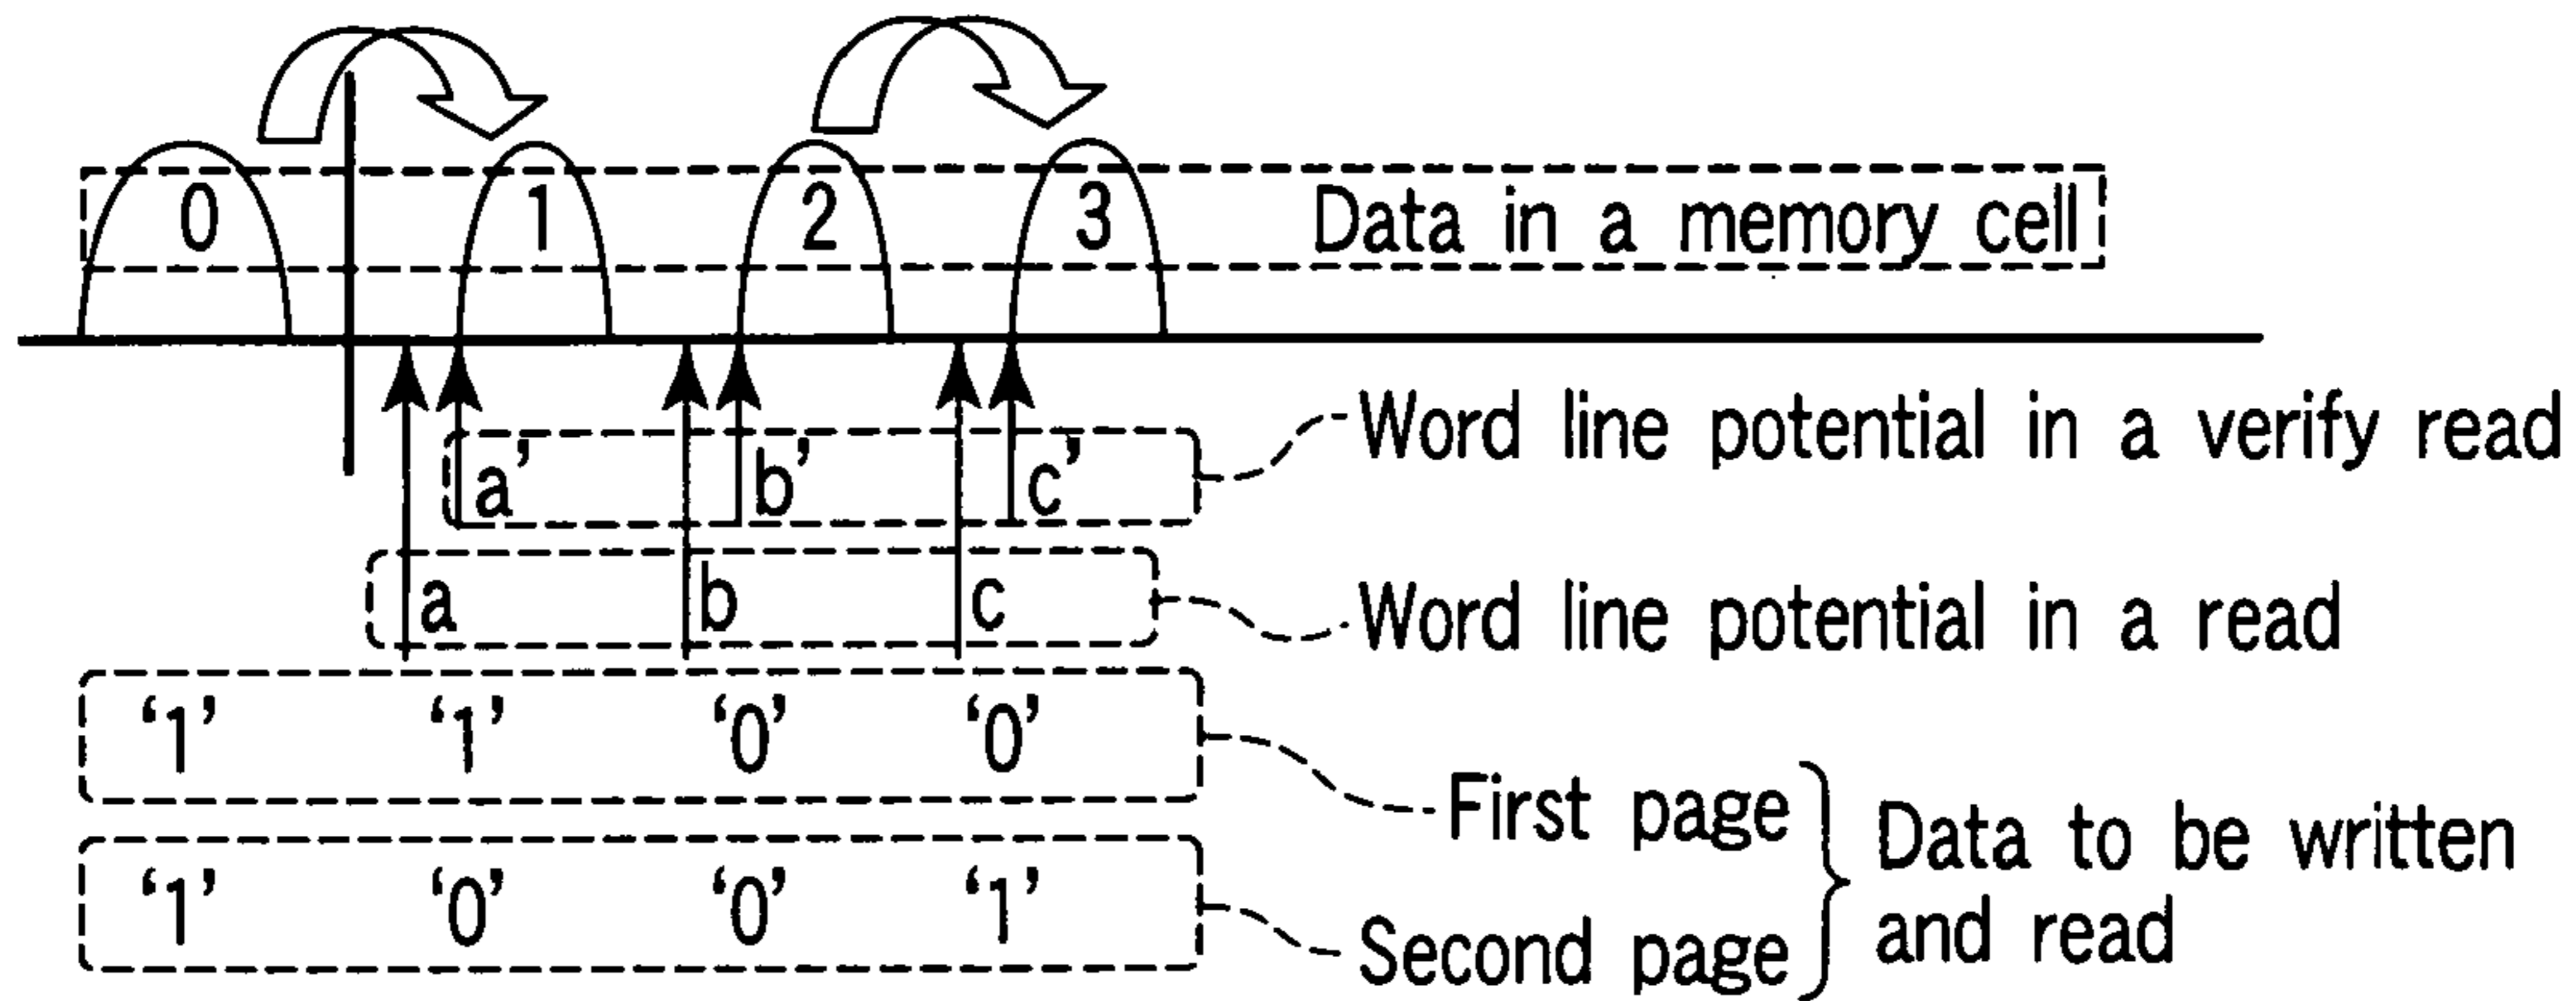 0 1 2 3 Data in a memory cell
a' b' c' Word line potential in a verify read
a b c Word line potential in a read
‘1’ ‘1’ ‘0’ ‘0’
First page
‘1’ ‘0’ ‘0’ ‘1’
Second page
Data to be written
and read